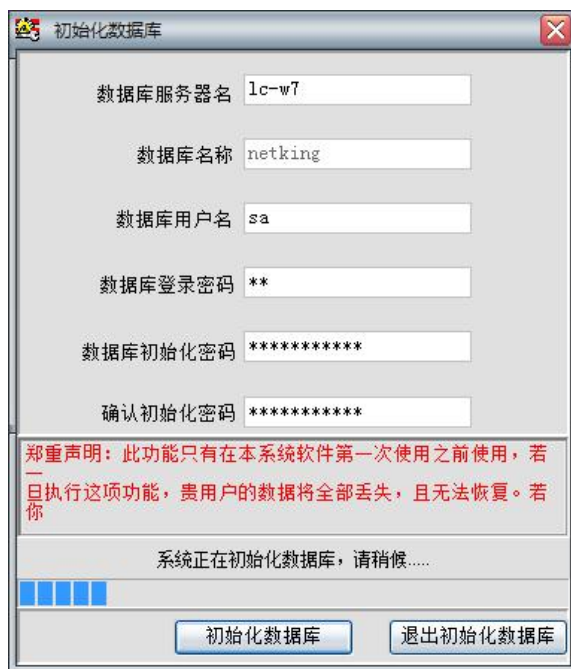 初始化数据库
数据库服务器名 lc-w7
数据库名称 netking
数据库用户名 sa
数据库登录密码 **
数据库初始化密码 ***********
确认初始化密码 ***********
郑重声明：此功能只有在本系统软件第一次使用之前使用，若
一
旦执行这项功能，贵用户的数据将全部丢失，且无法恢复。若
你
系统正在初始化数据库，请稍候.....
初始化数据库 退出初始化数据库